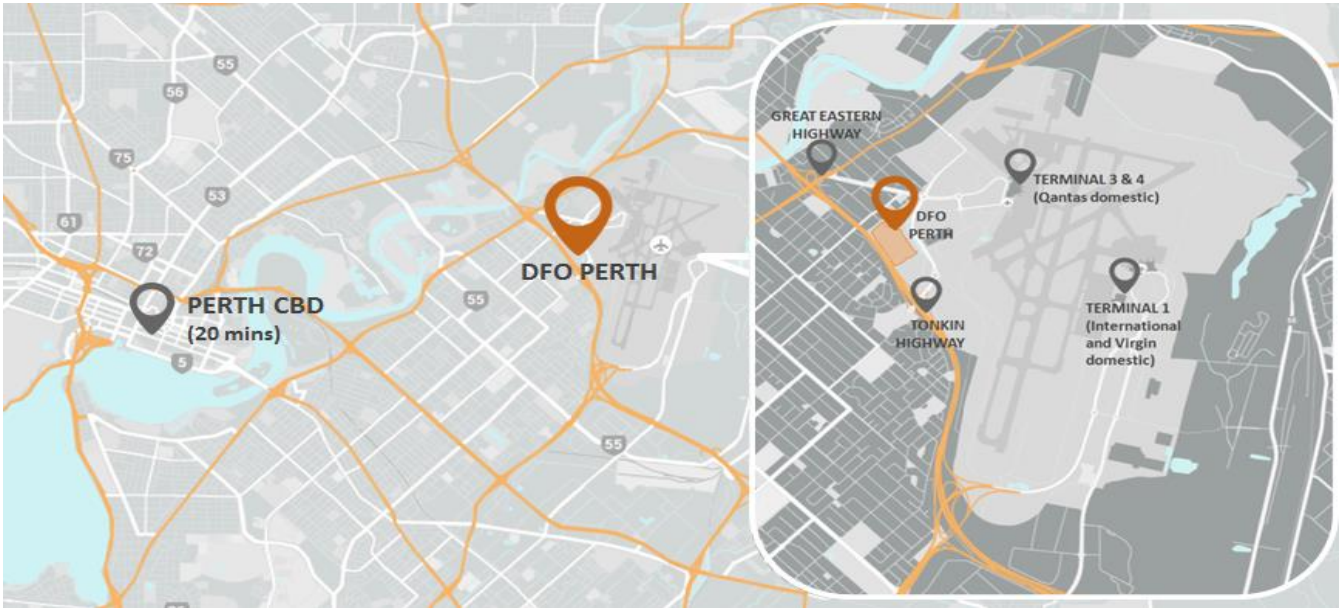 55
56
75
53
61
72
PERTH CBD
(20 mins)
5
DFO PERTH
55
55
GREAT EASTERN
HIGHWAY
TERMINAL 3 & 4
(Qantas domestic)
DFO
PERTH
TONKIN
HIGHWAY
TERMINAL 1
(International
and Virgin
domestic)